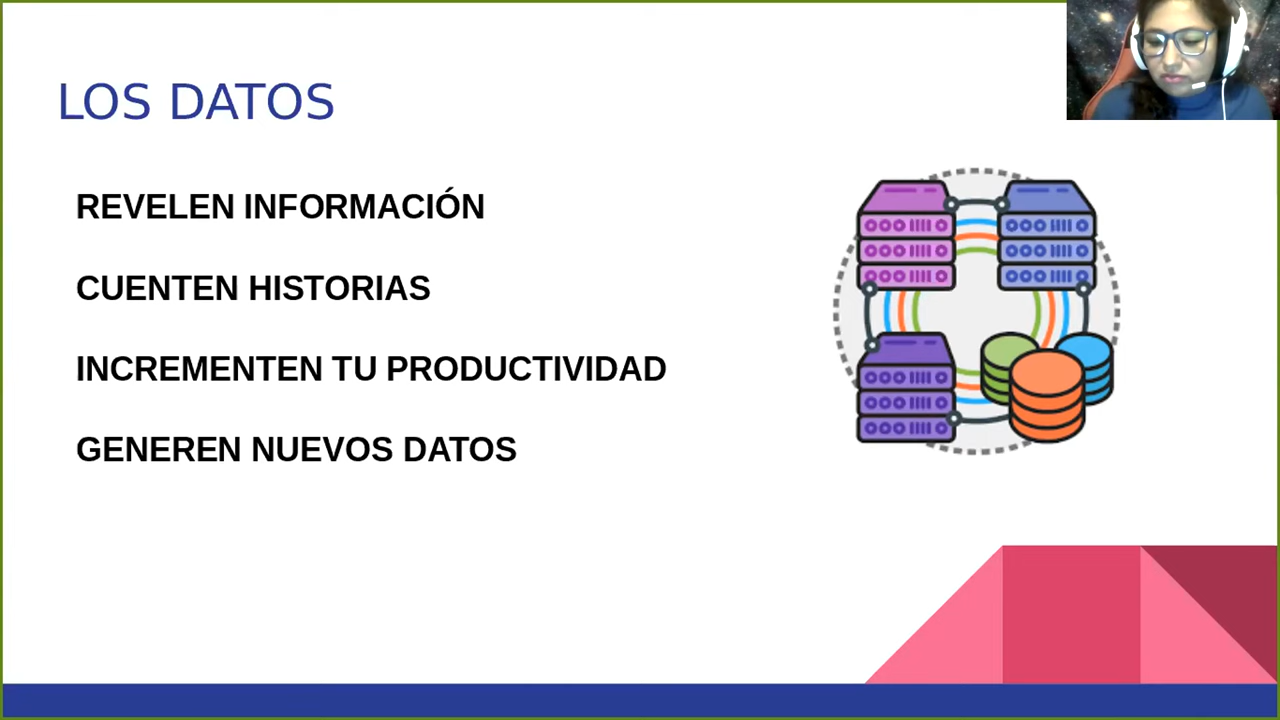 LOS DATOS
REVELEN INFORMACIÓN
CUENTEN HISTORIAS
INCREMENTEN TU PRODUCTIVIDAD
GENEREN NUEVOS DATOS